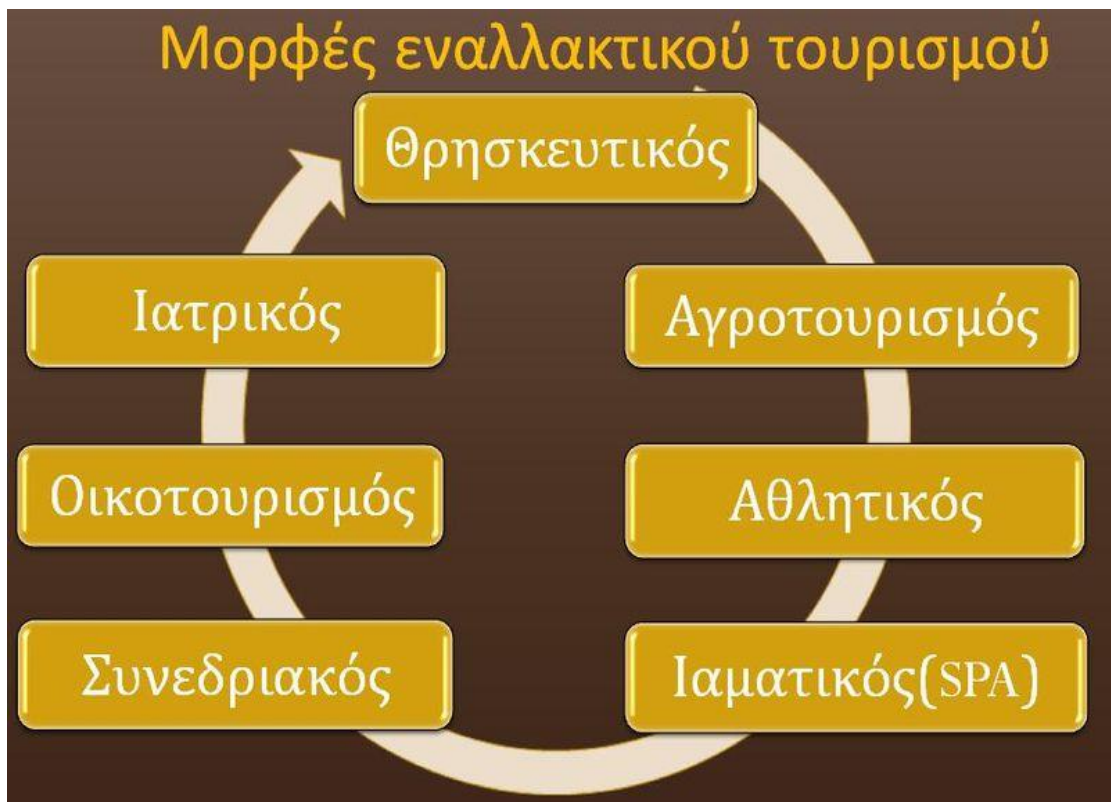 Μορφές εναλλακτικού τουρισμού
Θρησκευτικός
Αγροτουρισμός
Αθλητικός
Ιαματικός(SPA)
Συνεδριακός
Οικοτουρισμός
Ιατρικός